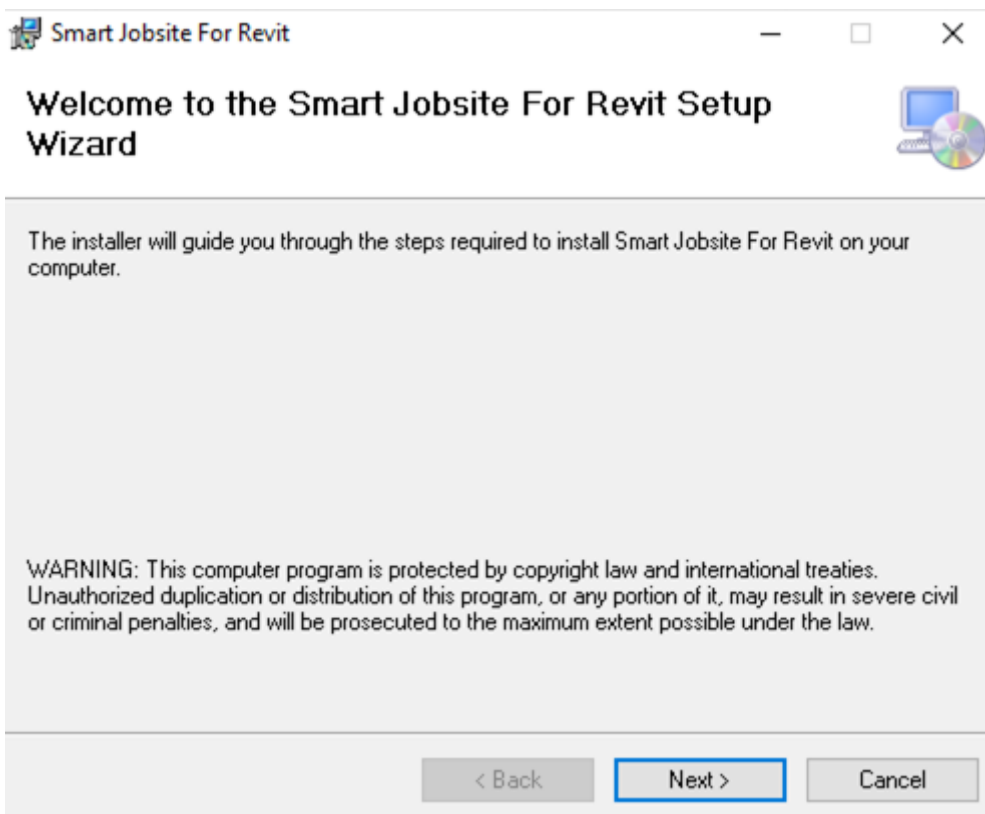 Smart Jobsite For Revit
Welcome to the Smart Jobsite For Revit Setup
Wizard
The installer will guide you through the steps required to install Smart Jobsite For Revit on your
computer.
WARNING: This computer program is protected by copyright law and international treaties.
Unauthorized duplication or distribution of this program, or any portion of it, may result in severe civil
or criminal penalties, and will be prosecuted to the maximum extent possible under the law.
< Back Next > Cancel